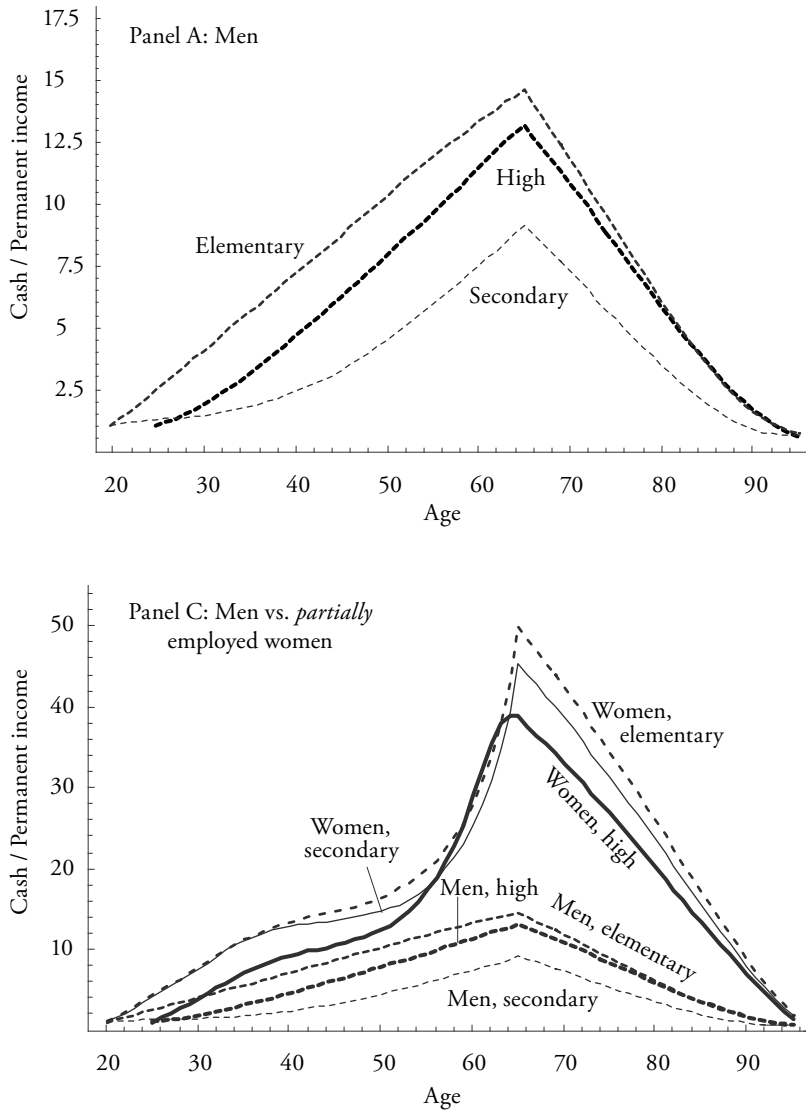 17.5
Panel A: Men
15
12.5
High
10
Elementary
7.5
Secondary
5
2.5
Cash / Permanent income
20 30 40 50 60 70 80 90
Age
Panel C: Men vs. partially
employed women
50
40
Women,
elementary
30
Women, high
Women,
secondary
20
Men, high
Men, elementary
10
Men, secondary
Cash / Permanent income
20 30 40 50 60 70 80 90
Age